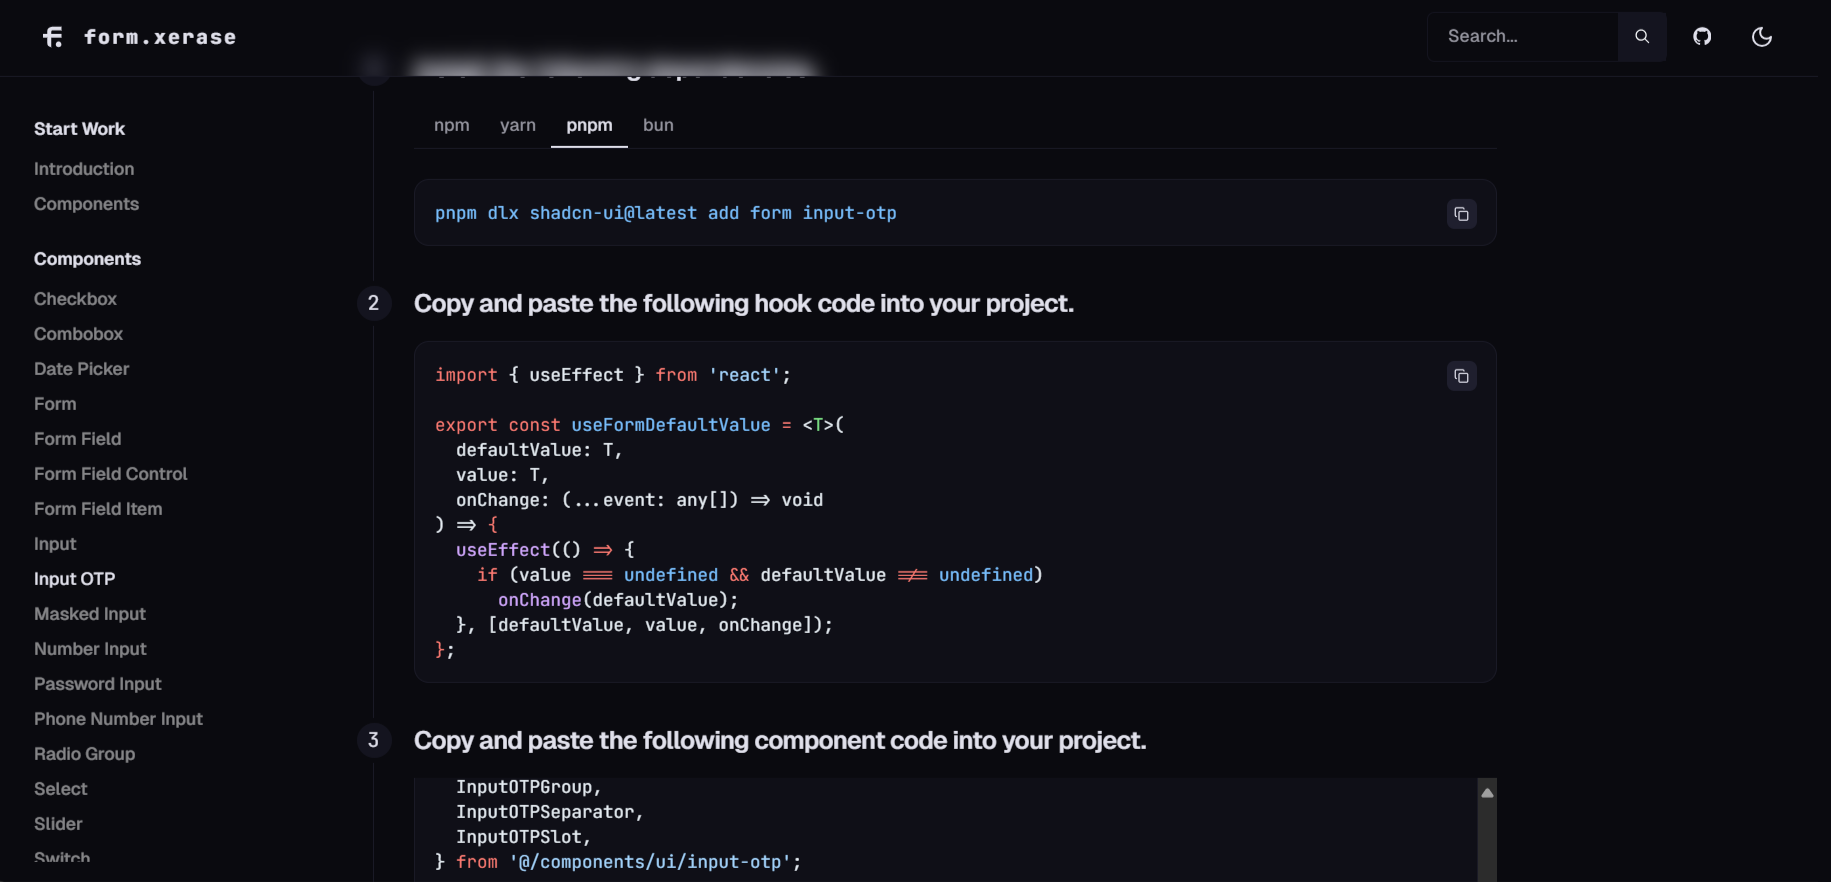 form.xerase
Search...
Start Work
Introduction
Components
Components
Checkbox
Combobox
Date Picker
Form
Form Field
Form Field Control
Form Field Item
Input
Input OTP
Masked Input
Number Input
Password Input
Phone Number Input
Radio Group
Select
Slider
Switch
npm yarn pnpm bun
pnpm dlx shadcn-ui@latest add form input-otp
2 Copy and paste the following hook code into your project.
import { useEffect } from 'react';
export const useFormDefaultValue = <T>(
  defaultValue: T,
  value: T,
  onChange: (...event: any[]) => void
) => {
  useEffect(() => {
    if (value === undefined && defaultValue !== undefined)
      onChange(defaultValue);
  }, [defaultValue, value, onChange]);
};
3 Copy and paste the following component code into your project.
  InputOTPGroup,
  InputOTPSeparator,
  InputOTPSlot,
} from '@/components/ui/input-otp';